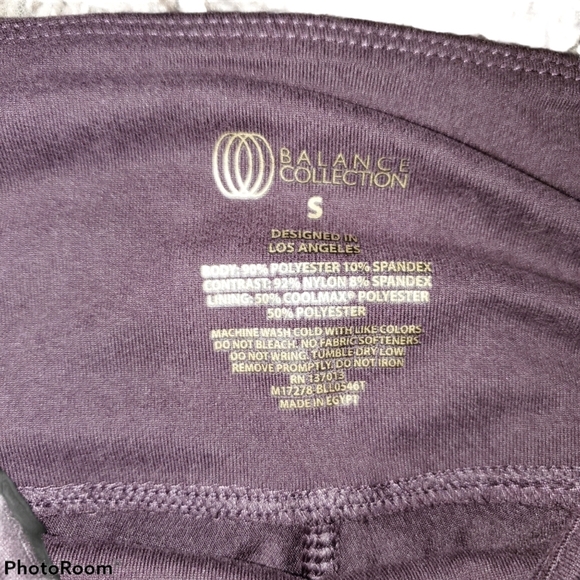 BALANCE
COLLECTION
S
DESIGNED IN
LOS ANGELES
BODY: 90% POLYESTER 10% SPANDEX
CONTRAST: 92% NYLON 8% SPANDEX
LINING: 50% COOLMAX® POLYESTER
50% POLYESTER
MACHINE WASH COLD WITH LIKE COLORS.
DO NOT BLEACH. NO FABRIC SOFTENERS.
DO NOT WRING. TUMBLE DRY LOW.
REMOVE PROMPTLY. DO NOT IRON
RN 137013
M17278-BLL05461
MADE IN EGYPT
PhotoRoom